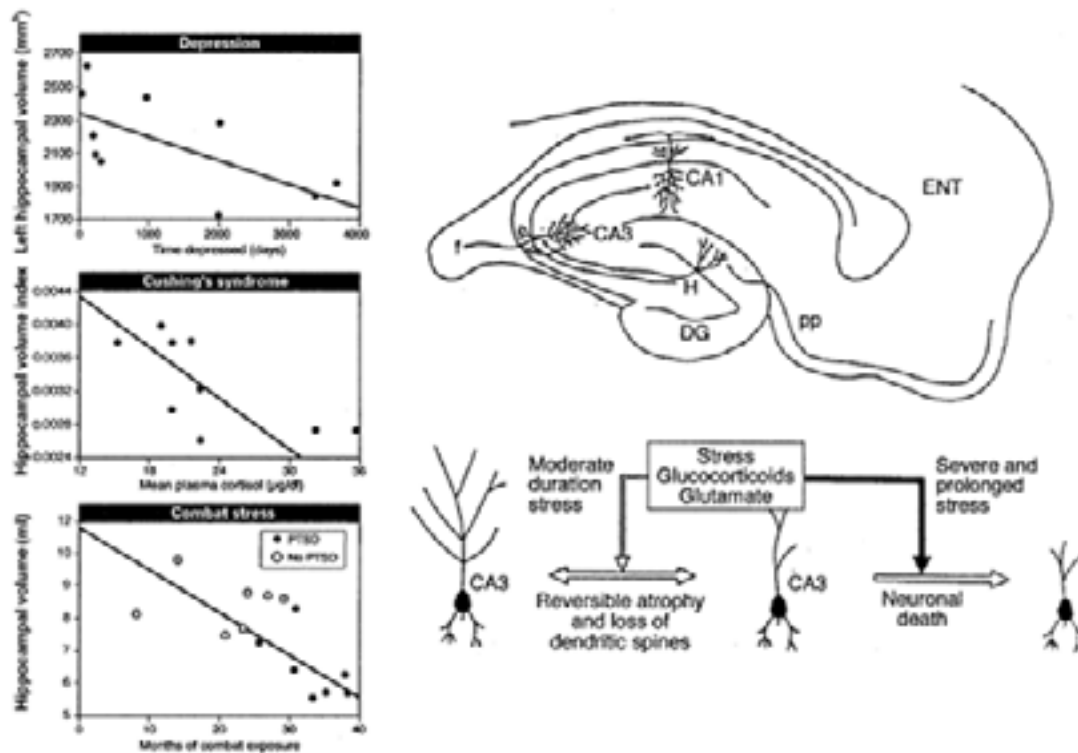 Depression
Left hippocampal volume (mm³)
2700
2500
2300
2100
1900
1700
0
1000
2000
3000
4000
Time depressed (days)
Cushing's syndrome
Hippocampal volume index
0.0044
0.0040
0.0036
0.0032
0.0028
0.0024
12
18
24
30
36
Mean plasma cortisol (µg/dl)
Combat stress
Hippocampal volume (ml)
12
11
10
9
8
7
6
5
0
10
20
30
40
PTSD
No PTSD
Months of combat exposure
CA1
ENT
CA3
f
H
DG
pp
Moderate
duration
stress
Stress
Glucocorticoids
Glutamate
Severe and
prolonged
stress
CA3
Reversible atrophy
and loss of
dendritic spines
CA3
Neuronal
death